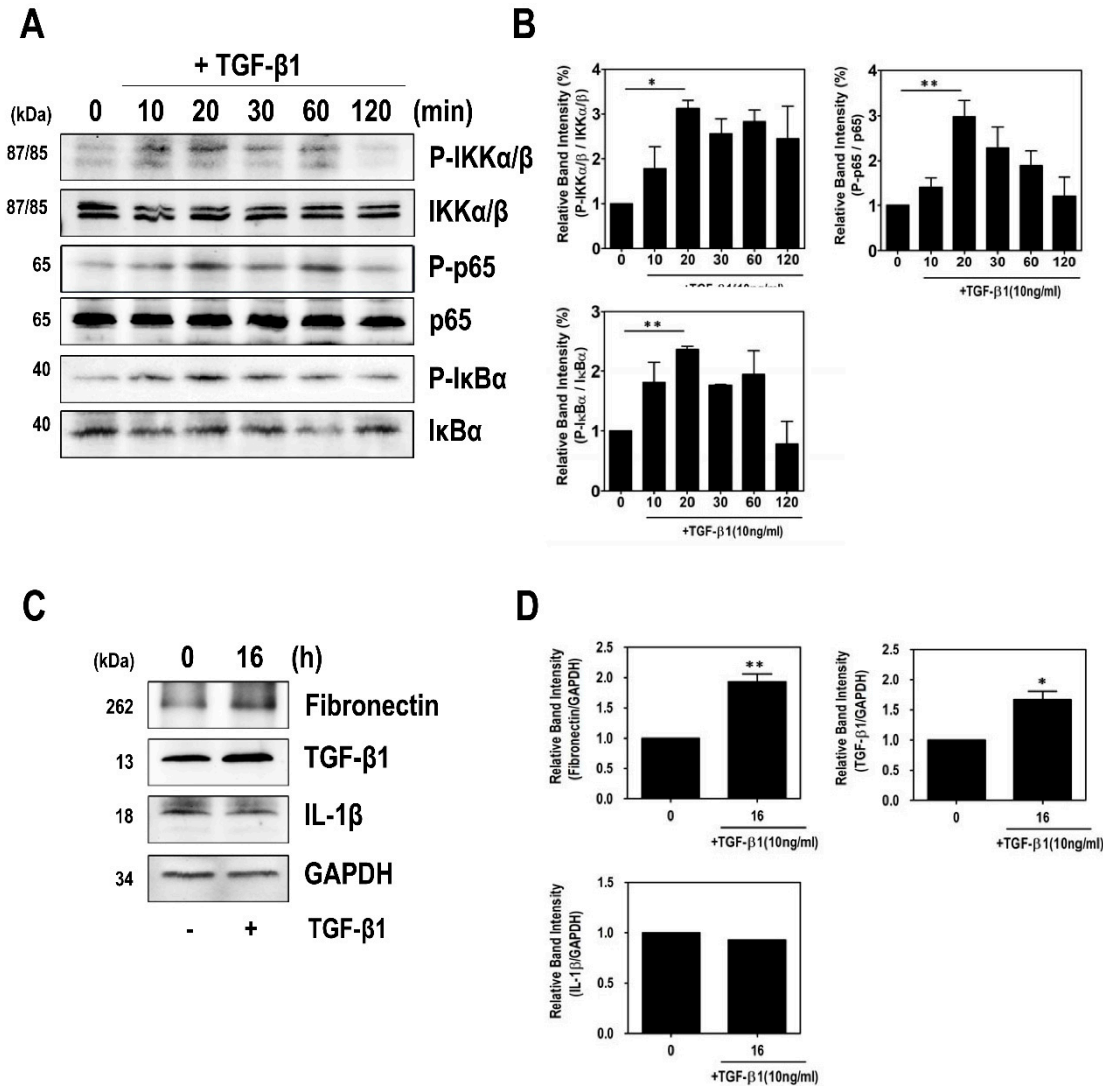 A
+ TGF-β1
(kDa) 0 10 20 30 60 120 (min)
87/85 P-IKKα/β
87/85 IKKα/β
65 P-p65
65 p65
40 P-IκBα
40 IκBα
B
Relative Band Intensity (%)
(P-IKKα/β / IKKα/β)
4
3
2
1
0
*
0 10 20 30 60 120
+TGF-β1(10ng/ml)
Relative Band Intensity (%)
(P-p65 / p65)
4
3
2
1
0
**
0 10 20 30 60 120
+TGF-β1(10ng/ml)
Relative Band Intensity (%)
(P-IκBα / IκBα)
3
2
1
0
**
0 10 20 30 60 120
+TGF-β1(10ng/ml)
C
(kDa) 0 16 (h)
262 Fibronectin
13 TGF-β1
18 IL-1β
34 GAPDH
- + TGF-β1
D
Relative Band Intensity
(Fibronectin/GAPDH)
2.5
2.0
1.5
1.0
0.5
0.0
**
0 16
+TGF-β1(10ng/ml)
Relative Band Intensity
(TGF-β1/GAPDH)
2.5
2.0
1.5
1.0
0.5
0.0
*
0 16
+TGF-β1(10ng/ml)
Relative Band Intensity
(IL-1β/GAPDH)
1.5
1.0
0.5
0.0
0 16
+TGF-β1(10ng/ml)